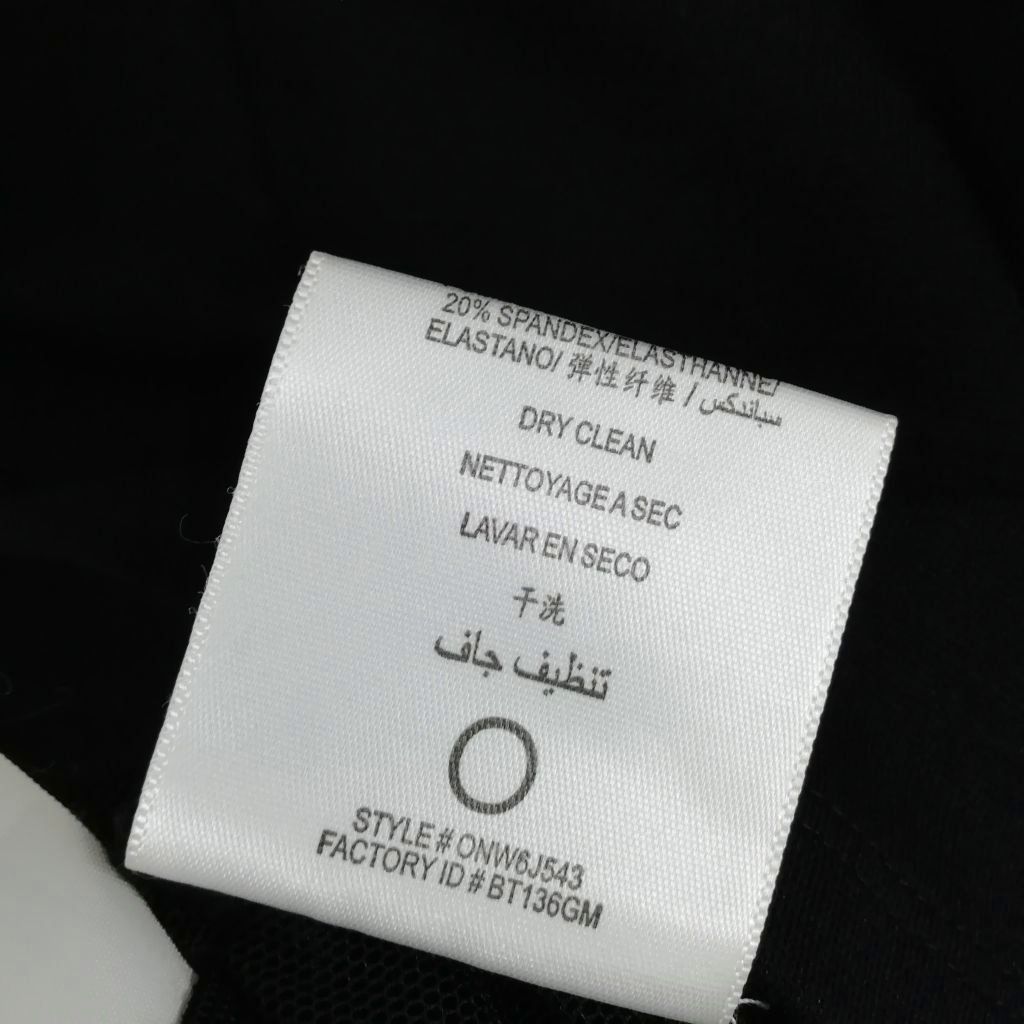 20% SPANDEX/ELASTHANNE/
ELASTANO/ 弹性纤维 / سباندكس
DRY CLEAN
NETTOYAGE A SEC
LAVAR EN SECO
干洗
تنظيف جاف
STYLE # ONW6J543
FACTORY ID # BT136GM